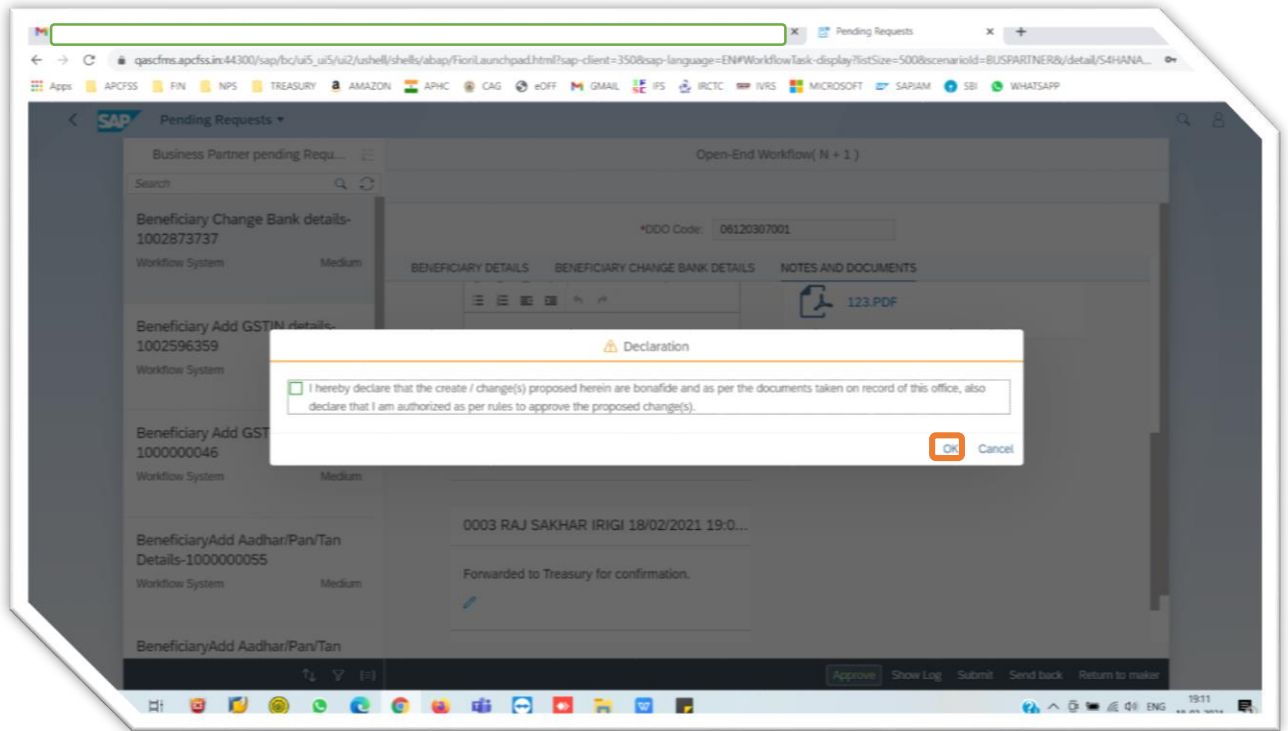 Pending Requests
qascfms.apcfss.in:44300/sap/bc/ui5_ui5/ui2/ushell/shells/abap/FioriLaunchpad.html?sap-client=350&sap-language=EN#WorkflowTask-display?listSize=500&scenarioId=BUSPARTNER&/detail/S4HANA...
Apps APCFSS FIN NPS TREASURY AMAZON APHC CAG eOFF GMAIL IFS IRCTC IVRS MICROSOFT SAPJAM SBI WHATSAPP
SAP Pending Requests
Business Partner pending Requ...
Open-End Workflow( N + 1 )
Search
Beneficiary Change Bank details-
1002873737
Workflow System Medium
*DDO Code: 06120307001
BENEFICIARY DETAILS BENEFICIARY CHANGE BANK DETAILS NOTES AND DOCUMENTS
123.PDF
Beneficiary Add GSTIN details-
1002596359
Workflow System
Declaration
I hereby declare that the create / change(s) proposed herein are bonafide and as per the documents taken on record of this office, also
declare that I am authorized as per rules to approve the proposed change(s).
OK Cancel
Beneficiary Add GST
1000000046
Workflow System Medium
0003 RAJ SAKHAR IRIGI 18/02/2021 19:0...
Forwarded to Treasury for confirmation.
BeneficiaryAdd Aadhar/Pan/Tan
Details-1000000055
Workflow System Medium
BeneficiaryAdd Aadhar/Pan/Tan
Approve Show Log Submit Send back Return to maker
ENG 19:11